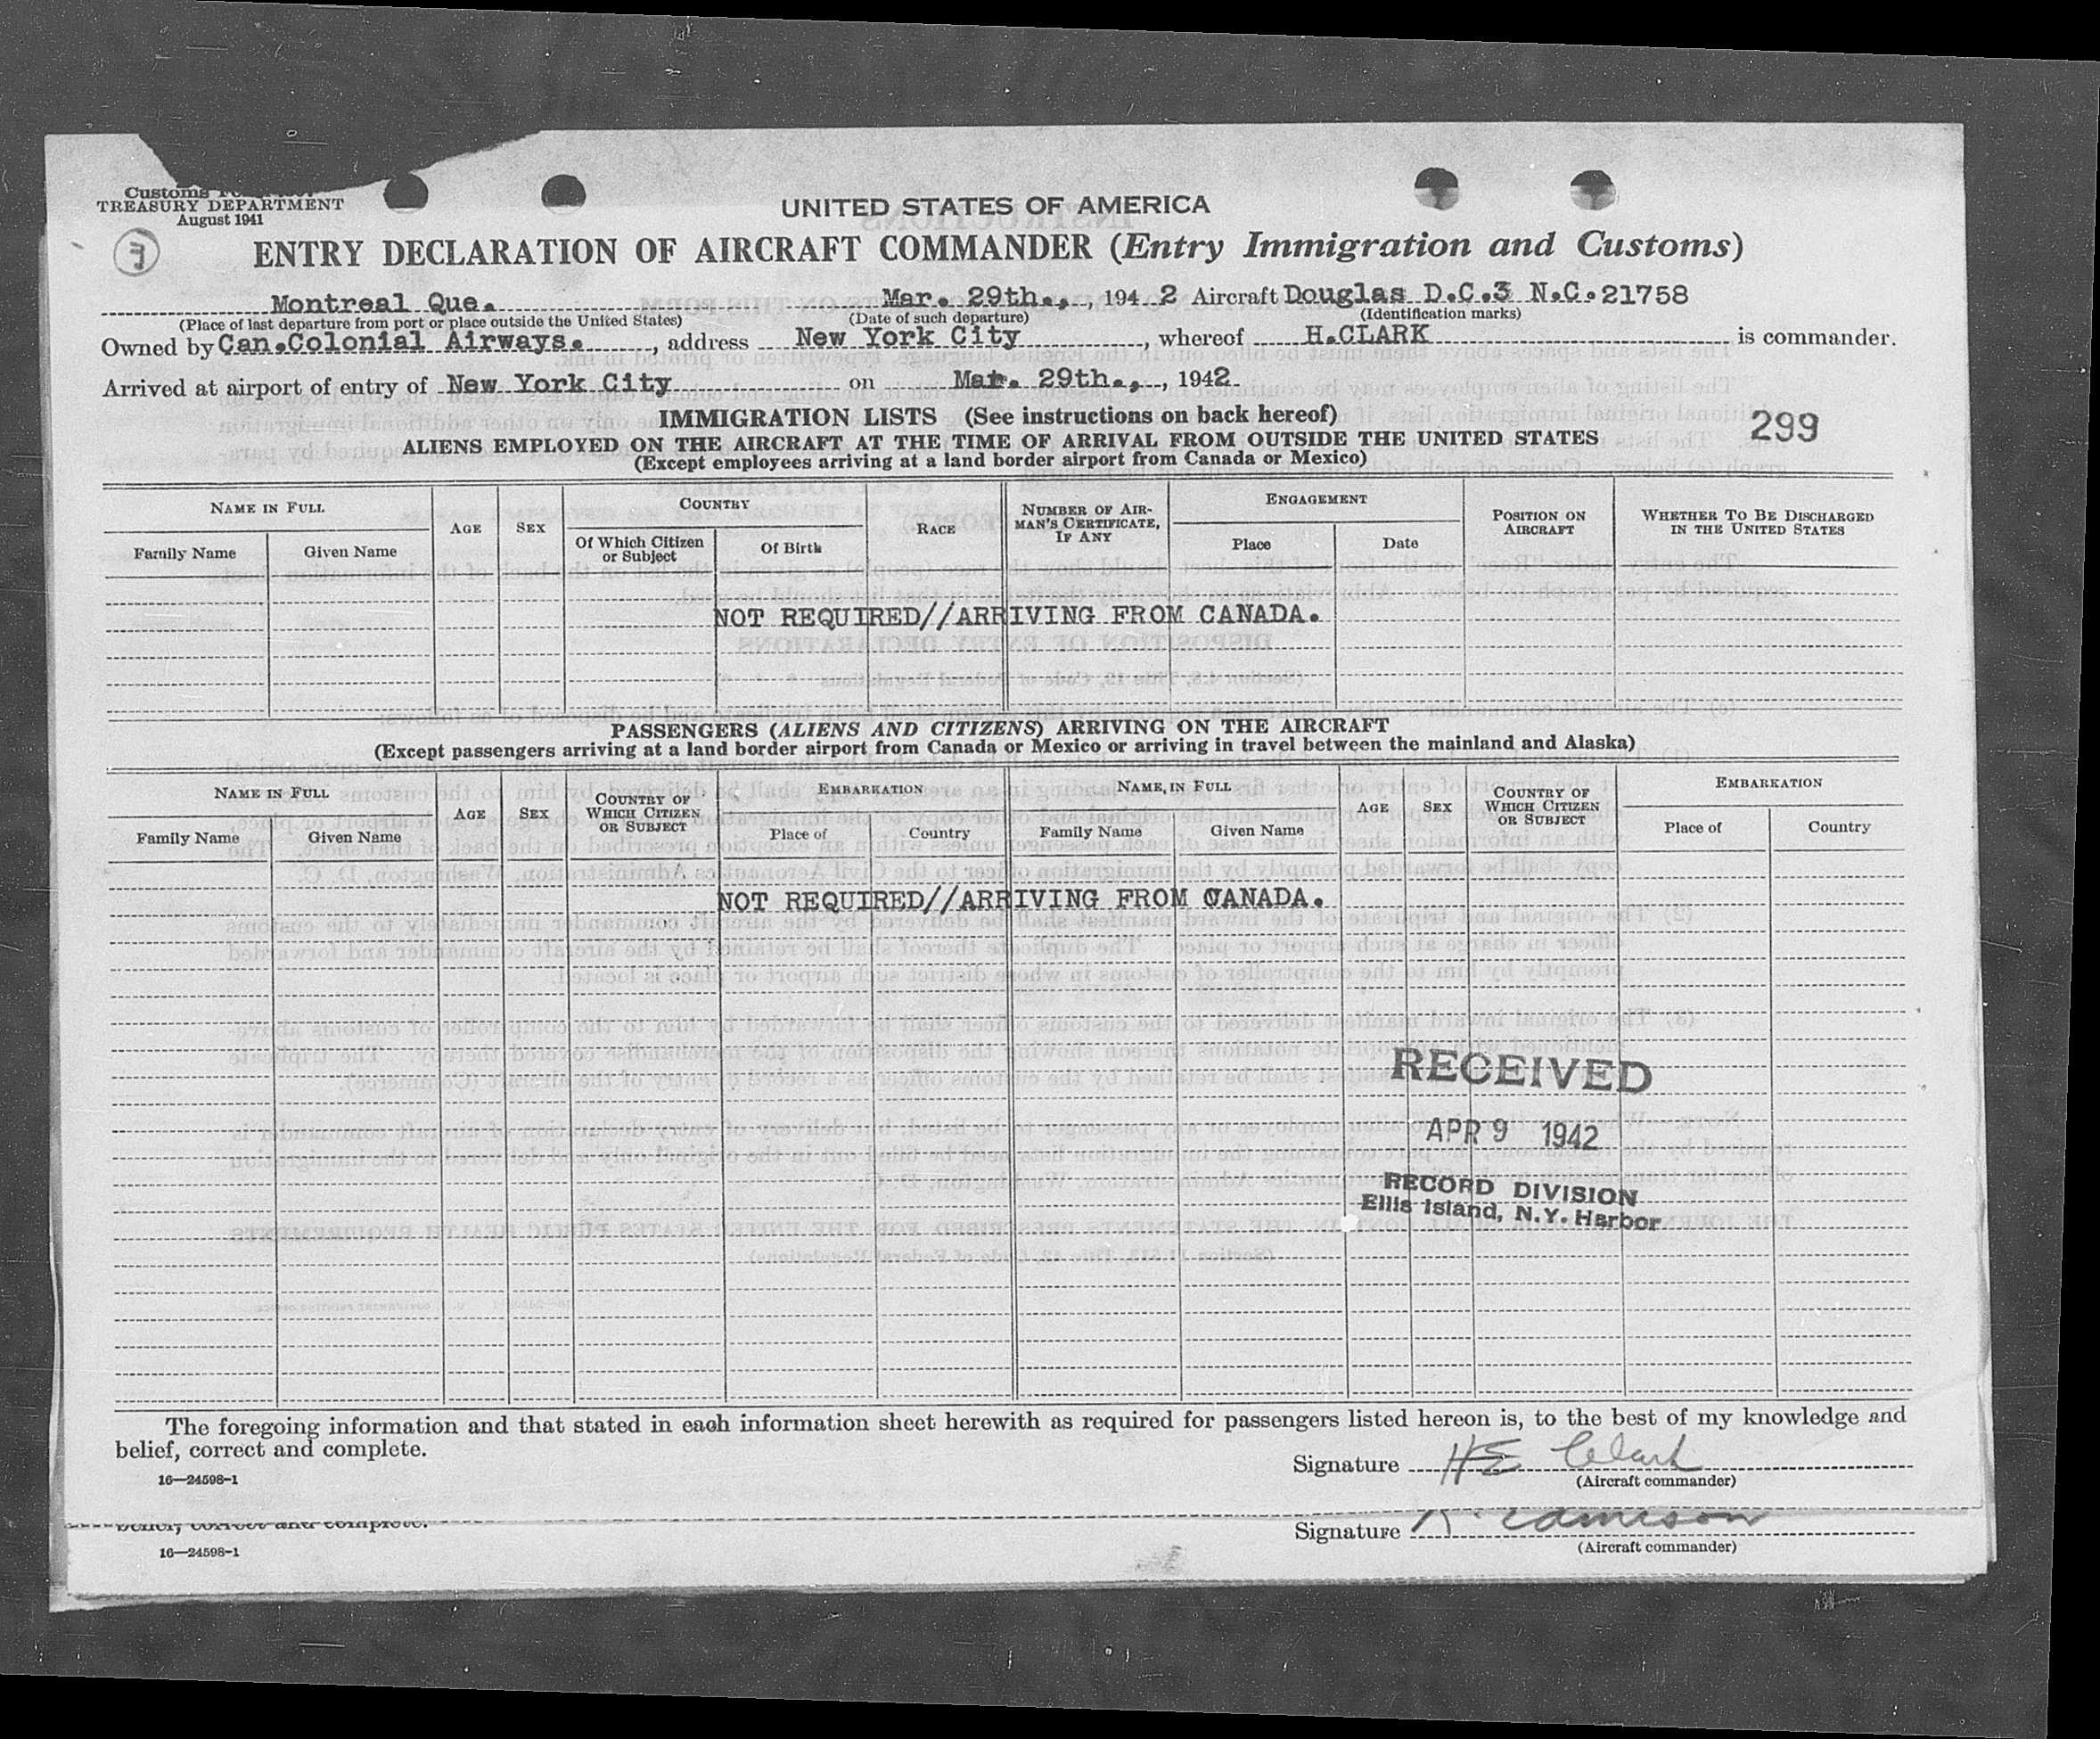 Customs
TREASURY DEPARTMENT
August 1941
UNITED STATES OF AMERICA
ENTRY DECLARATION OF AIRCRAFT COMMANDER (Entry Immigration and Customs)
Montreal Que. Mar. 29th., , 194 2 Aircraft Douglas D.C.3 N.C.21758
(Place of last departure from port or place outside the United States) (Date of such departure) (Identification marks)
Owned by Can.Colonial Airways. , address New York City , whereof H.CLARK is commander.
Arrived at airport of entry of New York City on Mar. 29th., , 1942.
IMMIGRATION LISTS (See instructions on back hereof)
299
ALIENS EMPLOYED ON THE AIRCRAFT AT THE TIME OF ARRIVAL FROM OUTSIDE THE UNITED STATES
(Except employees arriving at a land border airport from Canada or Mexico)
NAME IN FULL
Family Name Given Name
AGE
SEX
COUNTRY
Of Which Citizen or Subject
Of Birth
RACE
NUMBER OF AIR-
MAN'S CERTIFICATE,
IF ANY
ENGAGEMENT
Place Date
POSITION ON
AIRCRAFT
WHETHER TO BE DISCHARGED
IN THE UNITED STATES
NOT REQUIRED//ARRIVING FROM CANADA.
PASSENGERS (ALIENS AND CITIZENS) ARRIVING ON THE AIRCRAFT
(Except passengers arriving at a land border airport from Canada or Mexico or arriving in travel between the mainland and Alaska)
NAME IN FULL
Family Name Given Name
AGE
SEX
COUNTRY OF
WHICH CITIZEN
OR SUBJECT
EMBARKATION
Place of Country
NAME IN FULL
Family Name Given Name
AGE
SEX
COUNTRY OF
WHICH CITIZEN
OR SUBJECT
EMBARKATION
Place of Country
NOT REQUIRED//ARRIVING FROM CANADA.
RECEIVED
APR 9 1942
RECORD DIVISION
Ellis Island, N.Y. Harbor
The foregoing information and that stated in each information sheet herewith as required for passengers listed hereon is, to the best of my knowledge and
belief, correct and complete.
Signature HE Clark
16—24598-1 (Aircraft commander)
belief, correct and complete.
Signature
16—24598-1 (Aircraft commander)